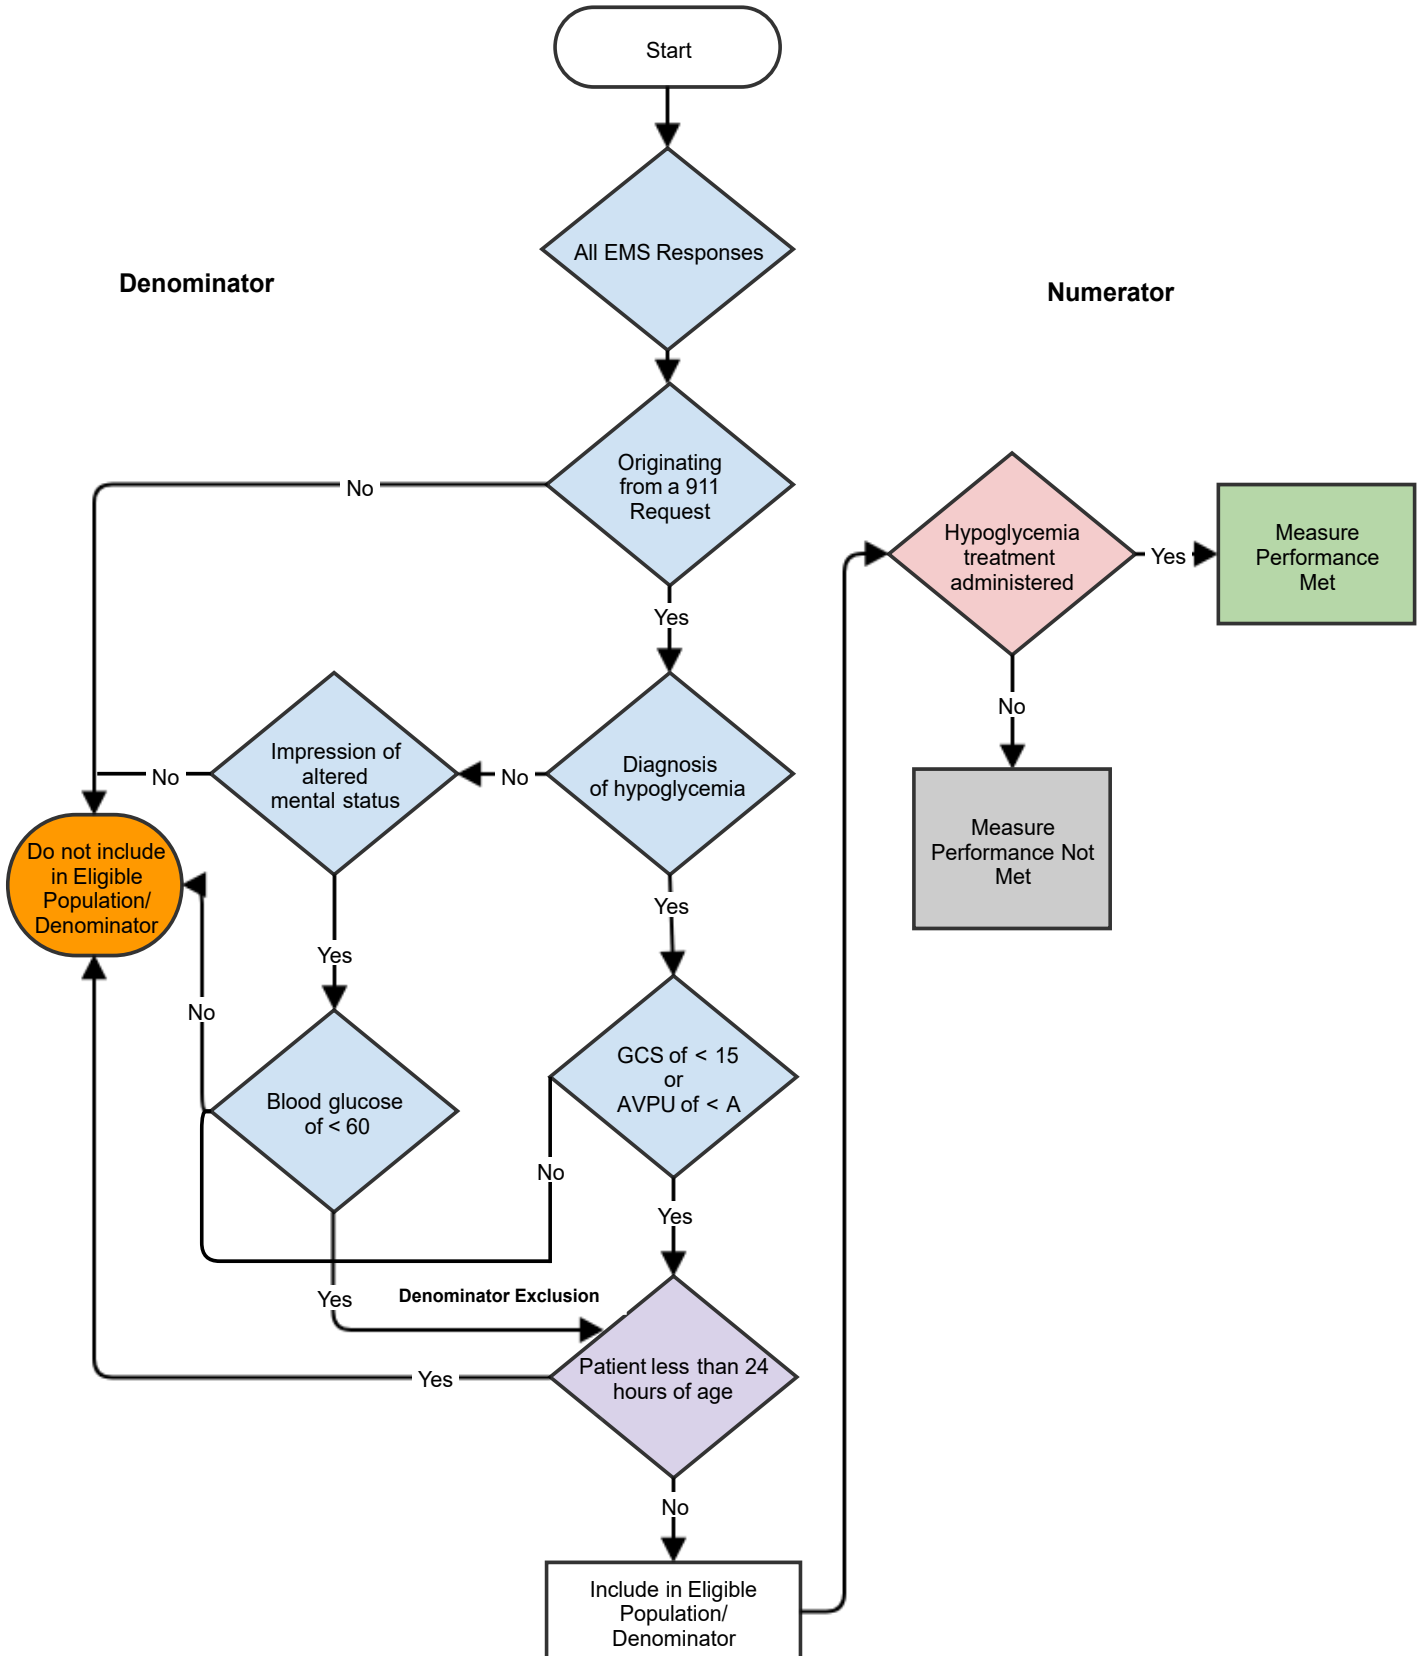 Start
All EMS Responses
Denominator
Numerator
Originating
from a 911
Request
No
Yes
Hypoglycemia
treatment
administered
Yes
Measure
Performance
Met
No
Measure
Performance Not
Met
Diagnosis
of hypoglycemia
No
Impression of
altered
mental status
No
Do not include
in Eligible
Population/
Denominator
Yes
Yes
Blood glucose
of < 60
No
GCS of < 15
or
AVPU of < A
No
Yes
Yes
Denominator Exclusion
Patient less than 24
hours of age
Yes
No
Include in Eligible
Population/
Denominator